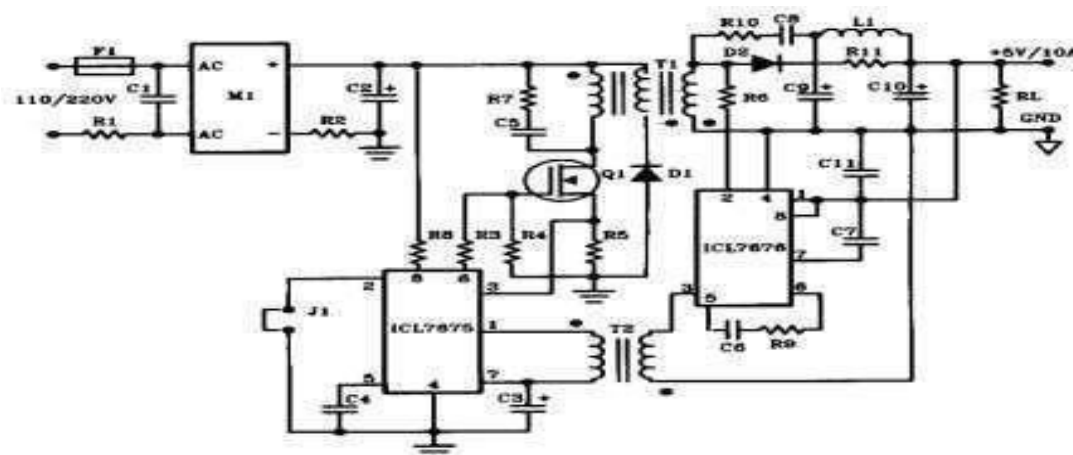 R10 C8 L1
F1 D2 R11 +5V/10A
AC + T1
C1 M1 C2 + R7 R6 C9 + C10 + RL
110/220V
R1 AC - R2 C5 GND
Q1 D1 C11
2 4 1
8
R8 R3 R4 R5 ICL7676 C7
7
2 8 6 3 3 5 6
J1 ICL7675 1 T2 C6 R9
5 4 7
C4 C3 +